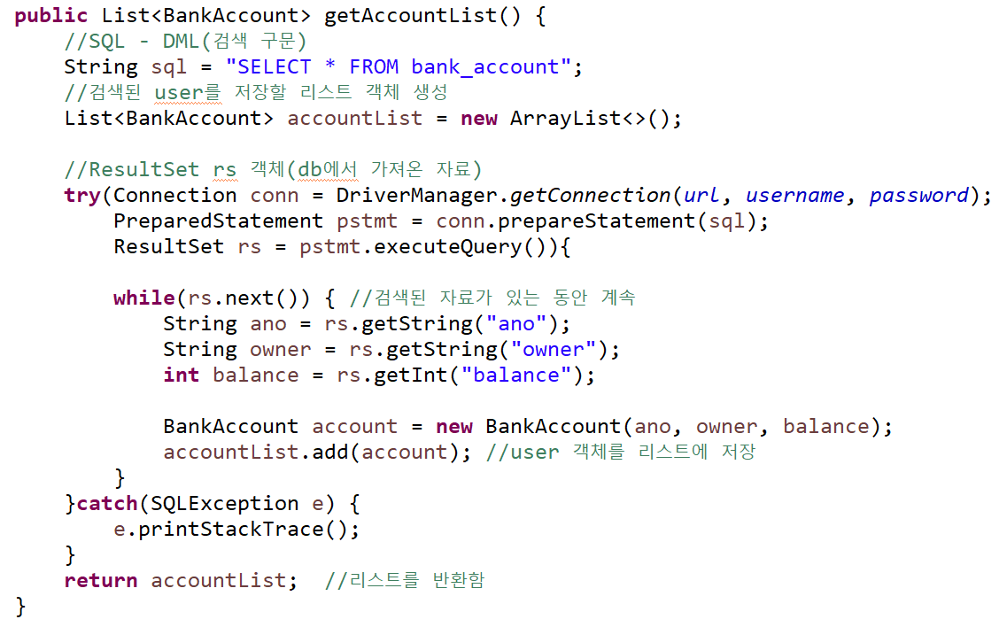 public List<BankAccount> getAccountList() {
    //SQL - DML(검색 구문)
    String sql = "SELECT * FROM bank_account";
    //검색된 user를 저장할 리스트 객체 생성
    List<BankAccount> accountList = new ArrayList<>();

    //ResultSet rs 객체(db에서 가져온 자료)
    try(Connection conn = DriverManager.getConnection(url, username, password);
        PreparedStatement pstmt = conn.prepareStatement(sql);
        ResultSet rs = pstmt.executeQuery()){

        while(rs.next()) { //검색된 자료가 있는 동안 계속
            String ano = rs.getString("ano");
            String owner = rs.getString("owner");
            int balance = rs.getInt("balance");

            BankAccount account = new BankAccount(ano, owner, balance);
            accountList.add(account); //user 객체를 리스트에 저장
        }
    }catch(SQLException e) {
        e.printStackTrace();
    }
    return accountList;  //리스트를 반환함
}